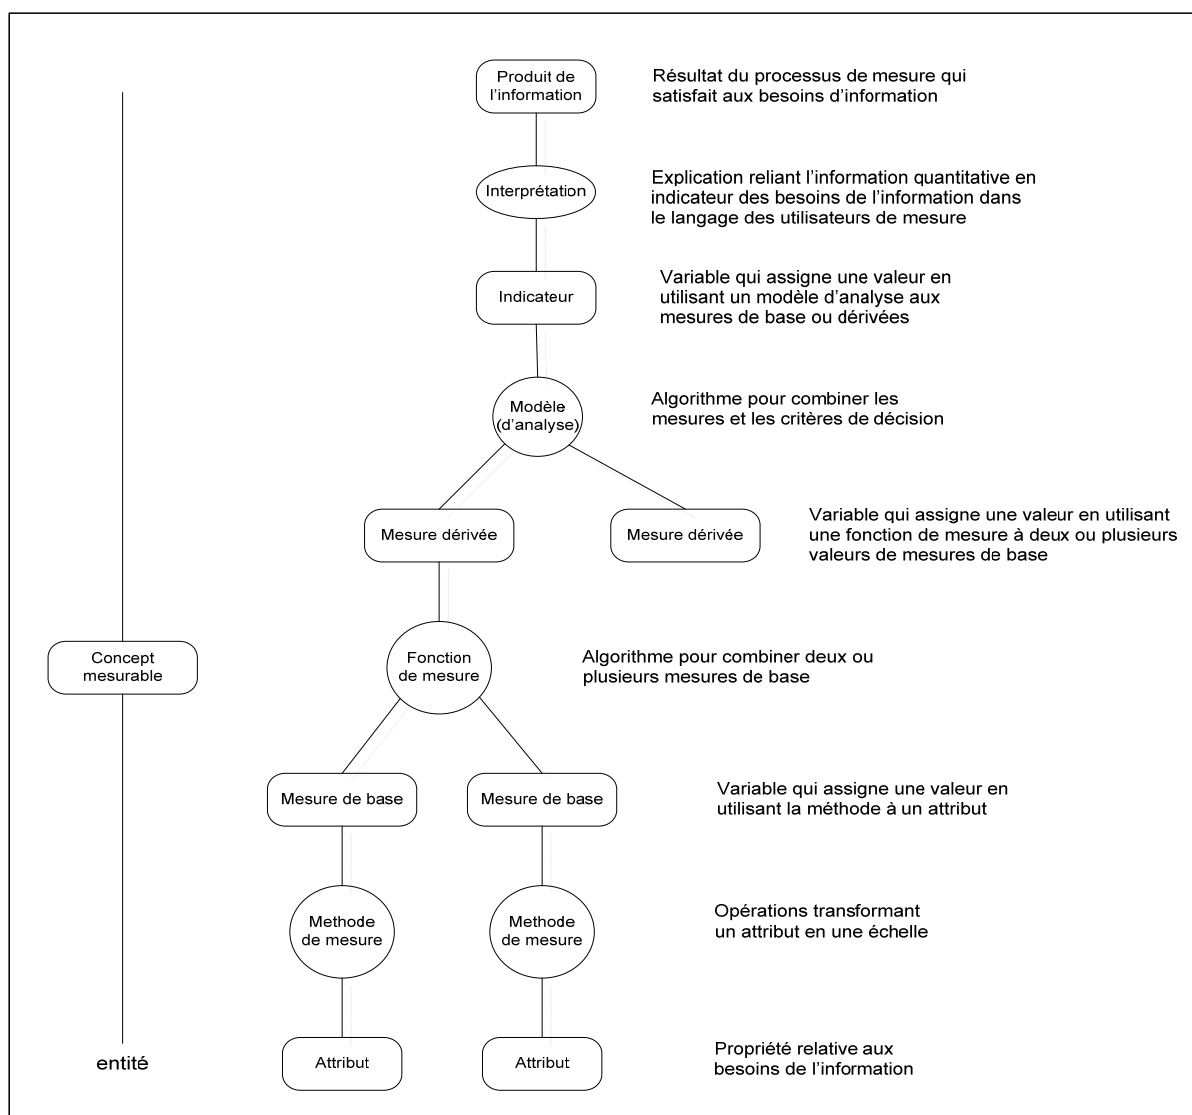 Produit de
l’information
Résultat du processus de mesure qui
satisfait aux besoins d’information
Interprétation
Explication reliant l’information quantitative en
indicateur des besoins de l’information dans
le langage des utilisateurs de mesure
Indicateur
Variable qui assigne une valeur en
utilisant un modèle d’analyse aux
mesures de base ou dérivées
Modèle
(d’analyse)
Algorithme pour combiner les
mesures et les critères de décision
Mesure dérivée
Mesure dérivée
Variable qui assigne une valeur en utilisant
une fonction de mesure à deux ou plusieurs
valeurs de mesures de base
Concept
mesurable
Fonction
de mesure
Algorithme pour combiner deux ou
plusieurs mesures de base
Mesure de base
Mesure de base
Variable qui assigne une valeur en
utilisant la méthode à un attribut
Methode
de mesure
Methode
de mesure
Opérations transformant
un attribut en une échelle
entité
Attribut
Attribut
Propriété relative aux
besoins de l’information